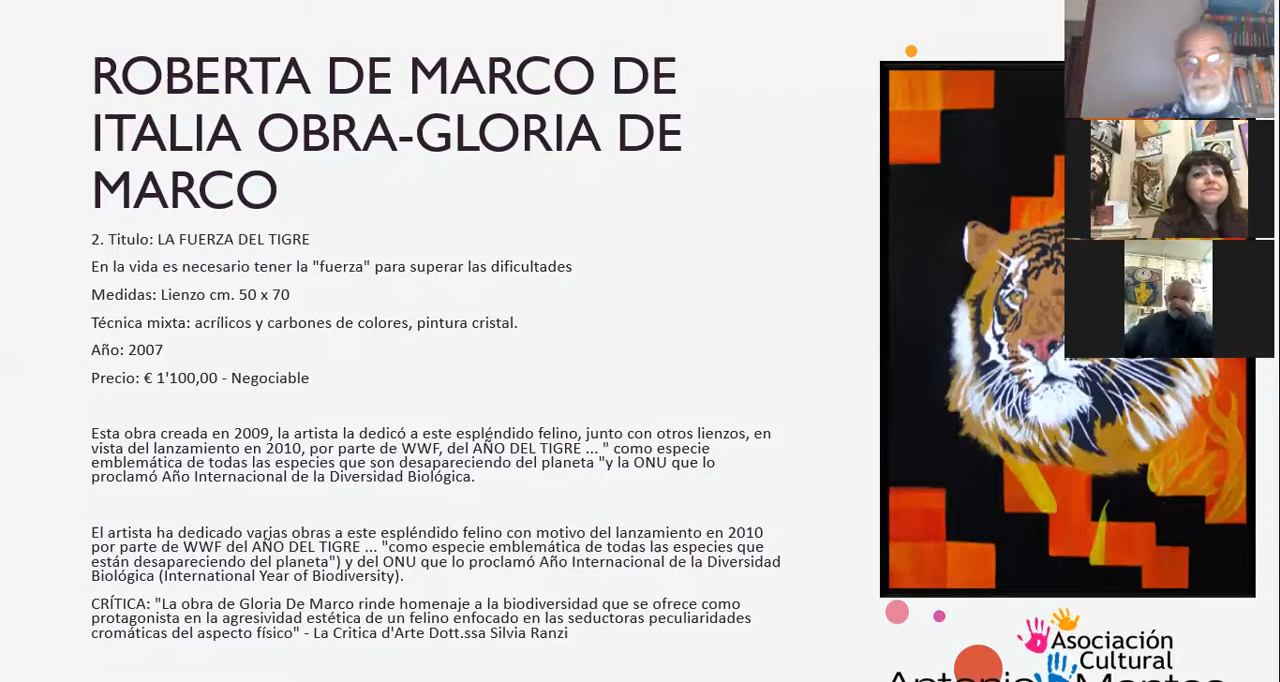 ROBERTA DE MARCO DE
ITALIA OBRA-GLORIA DE
MARCO
2. Titulo: LA FUERZA DEL TIGRE
En la vida es necesario tener la "fuerza" para superar las dificultades
Medidas: Lienzo cm. 50 x 70
Técnica mixta: acrílicos y carbones de colores, pintura cristal.
Año: 2007
Precio: € 1'100,00 - Negociable
Esta obra creada en 2009, la artista la dedicó a este espléndido felino, junto con otros lienzos, en
vista del lanzamiento en 2010, por parte de WWF, del AÑO DEL TIGRE ... " como especie
emblemática de todas las especies que son desapareciendo del planeta "y la ONU que lo
proclamó Año Internacional de la Diversidad Biológica.
El artista ha dedicado varias obras a este espléndido felino con motivo del lanzamiento en 2010
por parte de WWF del AÑO DEL TIGRE ... "como especie emblemática de todas las especies que
están desapareciendo del planeta") y del ONU que lo proclamó Año Internacional de la Diversidad
Biológica (International Year of Biodiversity).
CRÍTICA: "La obra de Gloria De Marco rinde homenaje a la biodiversidad que se ofrece como
protagonista en la agresividad estética de un felino enfocado en las seductoras peculiaridades
cromáticas del aspecto físico" - La Critica d'Arte Dott.ssa Silvia Ranzi
Asociación
Cultural